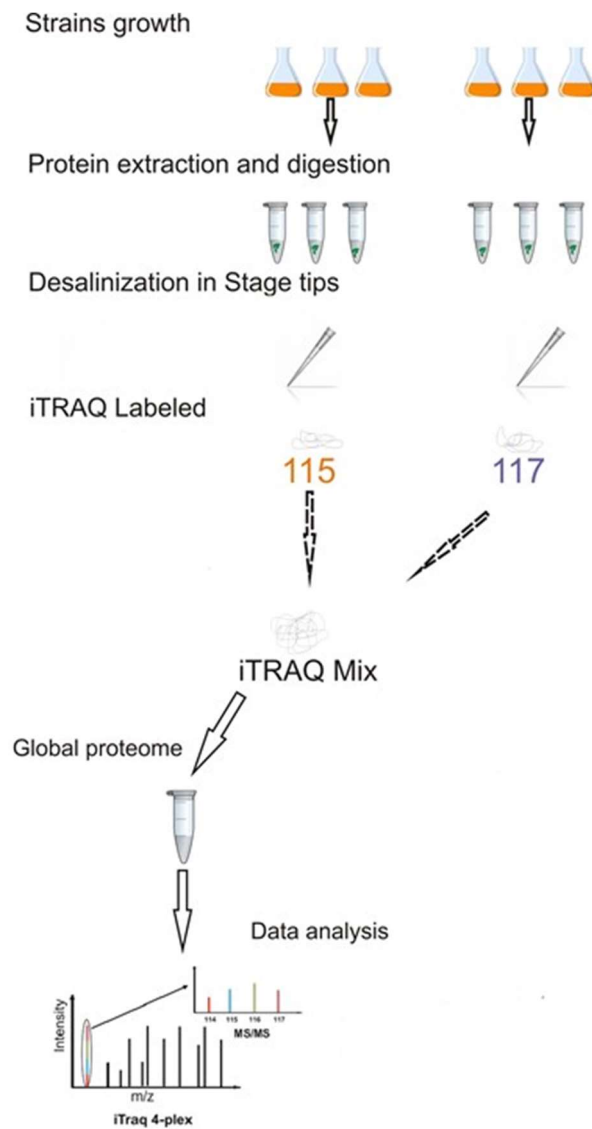 Strains growth
Protein extraction and digestion
Desalinization in Stage tips
iTRAQ Labeled
115 117
iTRAQ Mix
Global proteome
Data analysis
114 115 116 117
MS/MS
Intensity
m/z
iTraq 4-plex